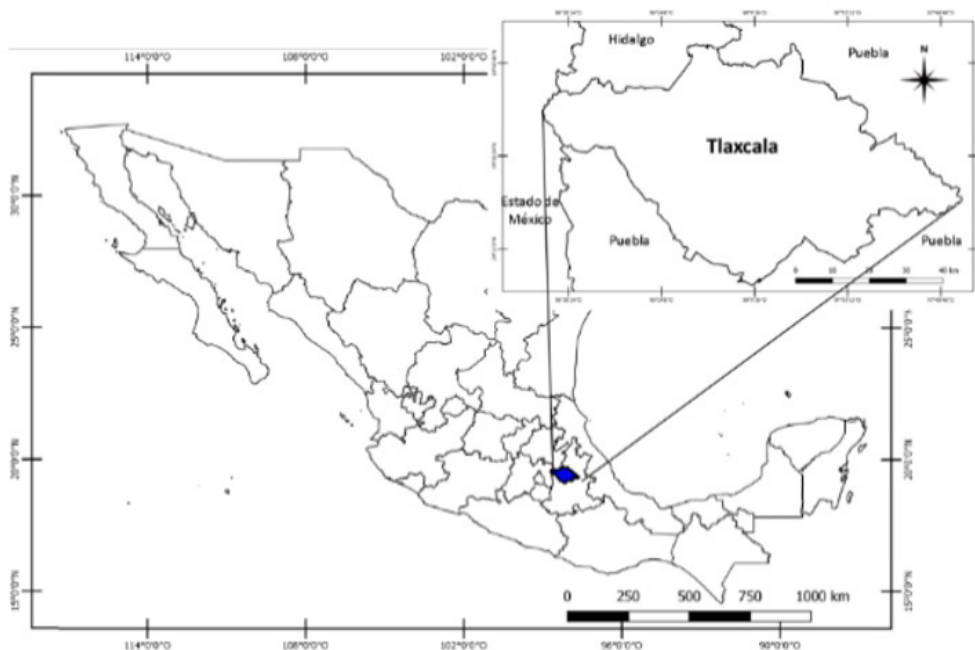 114°0'0"O 108°0'0"O 102°0'0"O
Hidalgo
Puebla
N
Tlaxcala
Estado de
México
Puebla
Puebla
0 10 20 30 40 km
30°0'0"N
25°0'0"N 25°0'0"N
20°0'0"N 20°0'0"N
15°0'0"N 15°0'0"N
0 250 500 750 1000 km
114°0'0"O 108°0'0"O 102°0'0"O 96°0'0"O 90°0'0"O